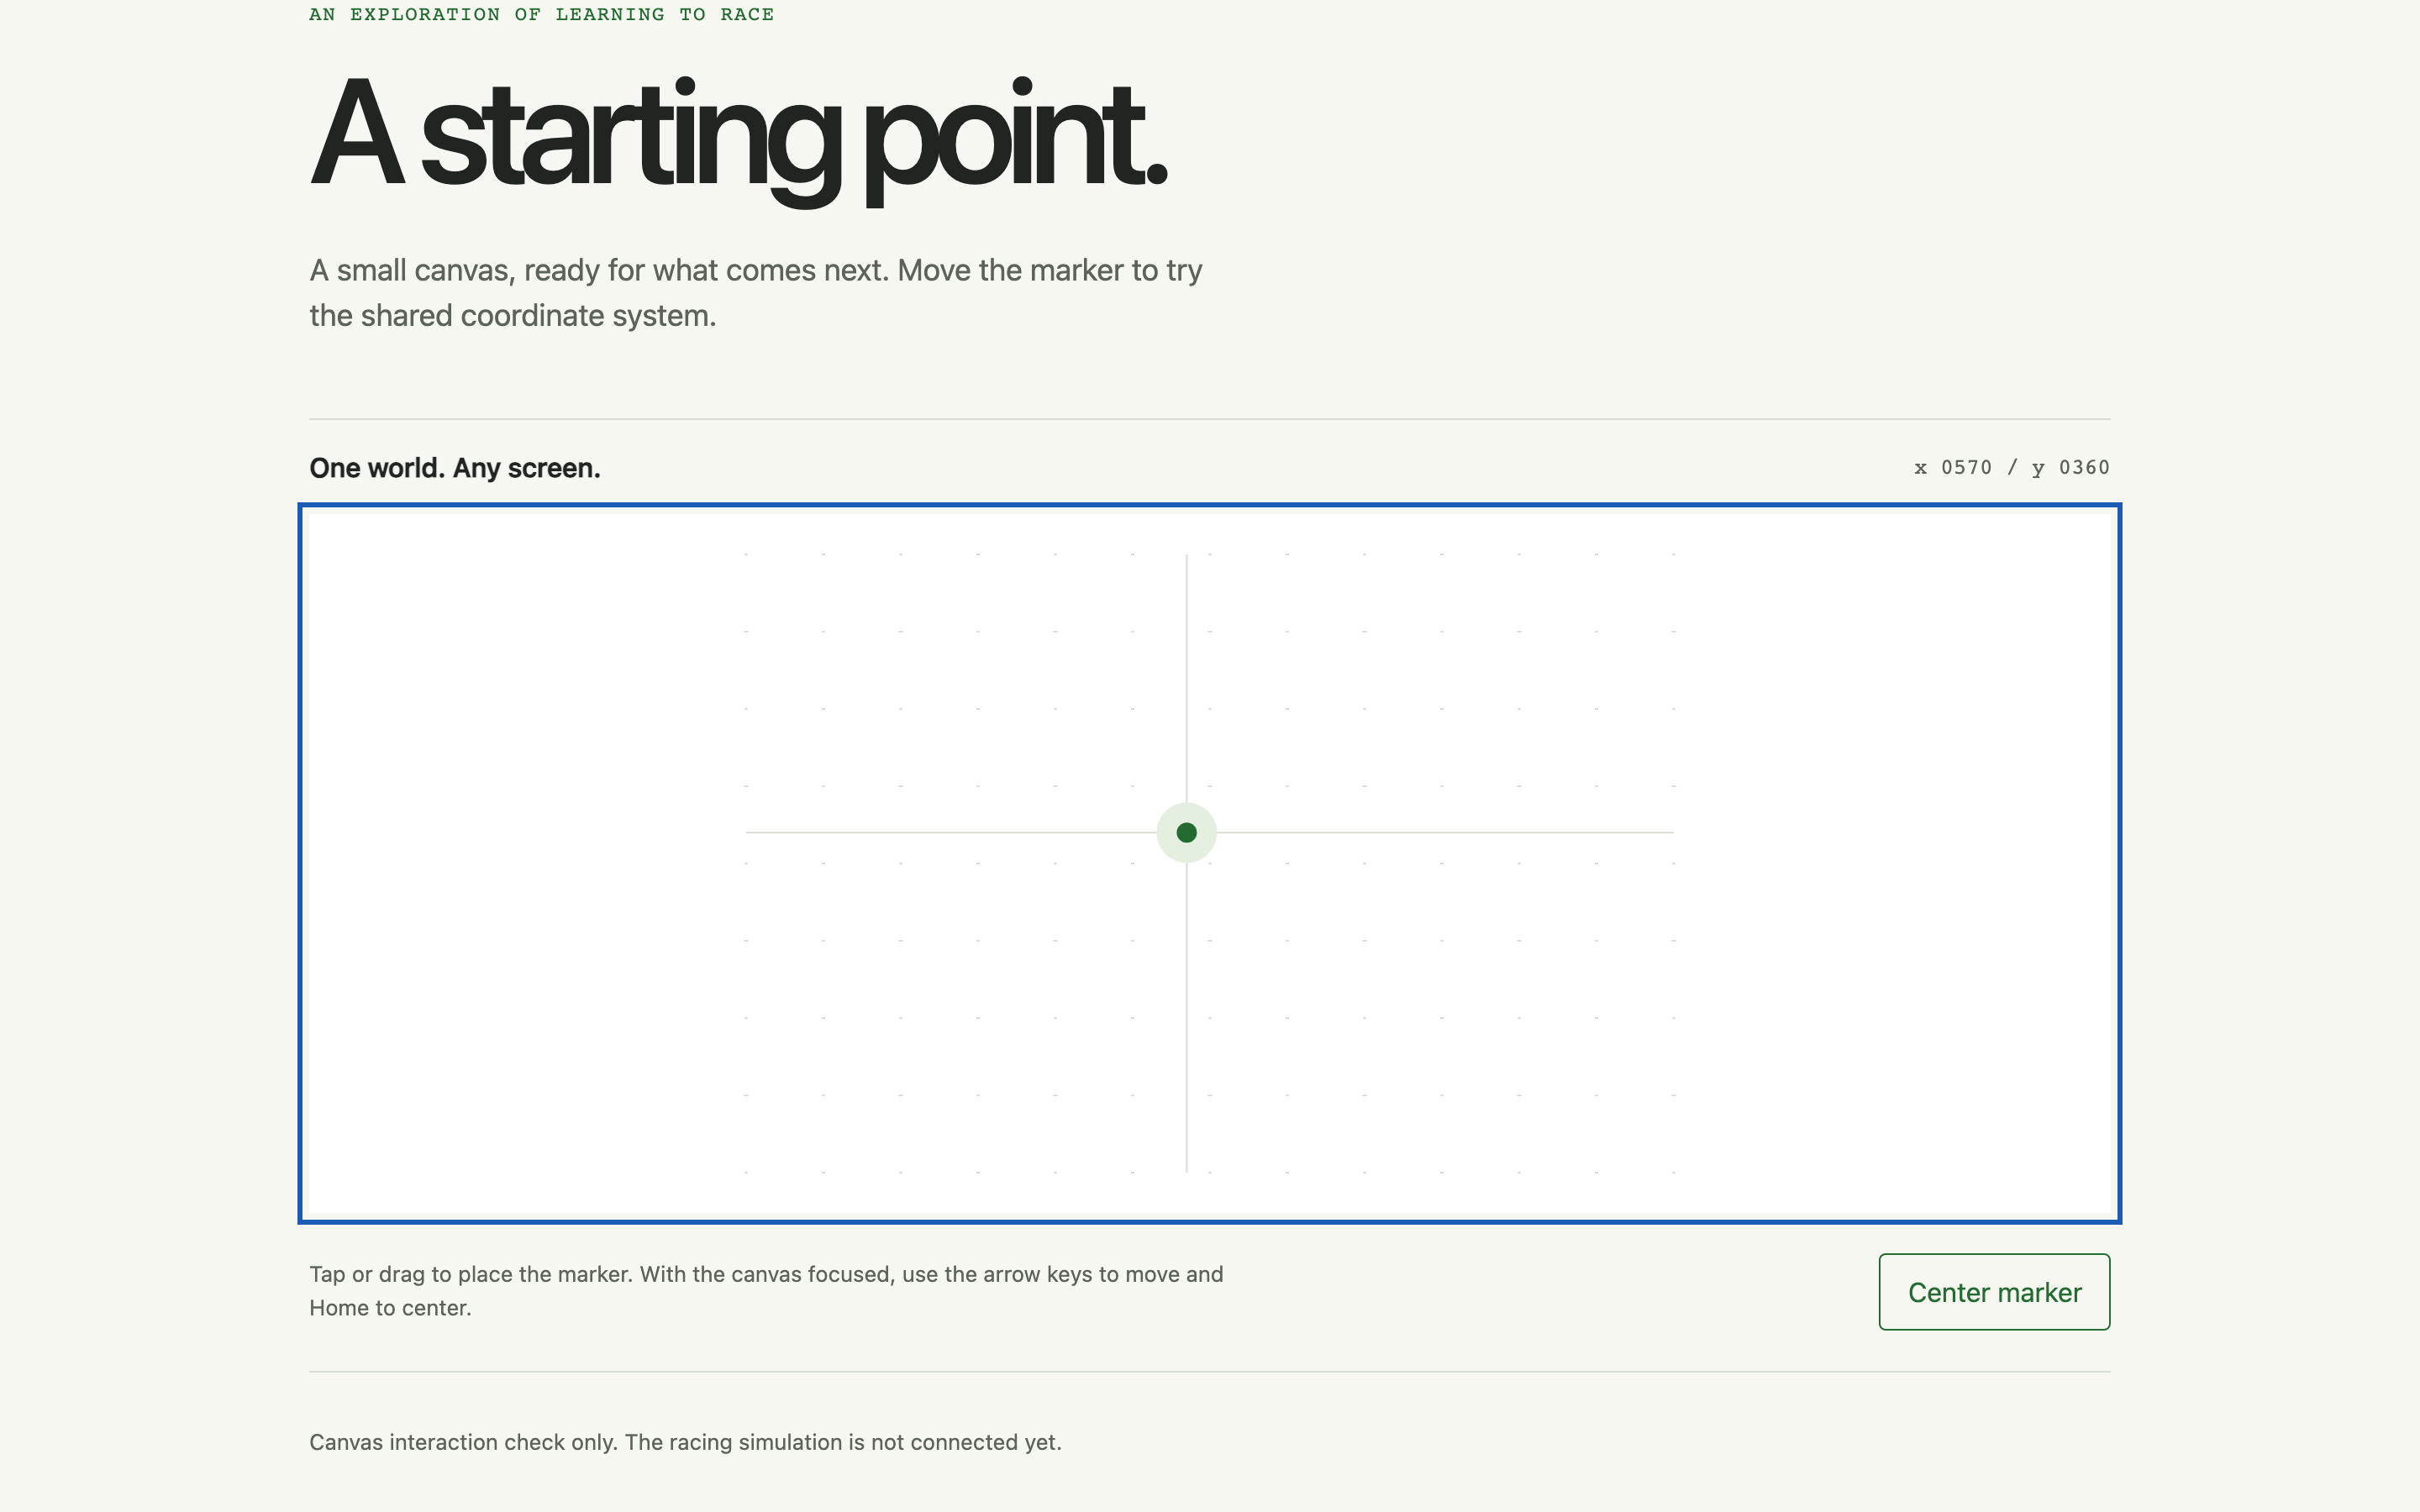 AN EXPLORATION OF LEARNING TO RACE
A starting point.
A small canvas, ready for what comes next. Move the marker to try
the shared coordinate system.
One world. Any screen.
x 0570 / y 0360
Tap or drag to place the marker. With the canvas focused, use the arrow keys to move and
Home to center.
Center marker
Canvas interaction check only. The racing simulation is not connected yet.